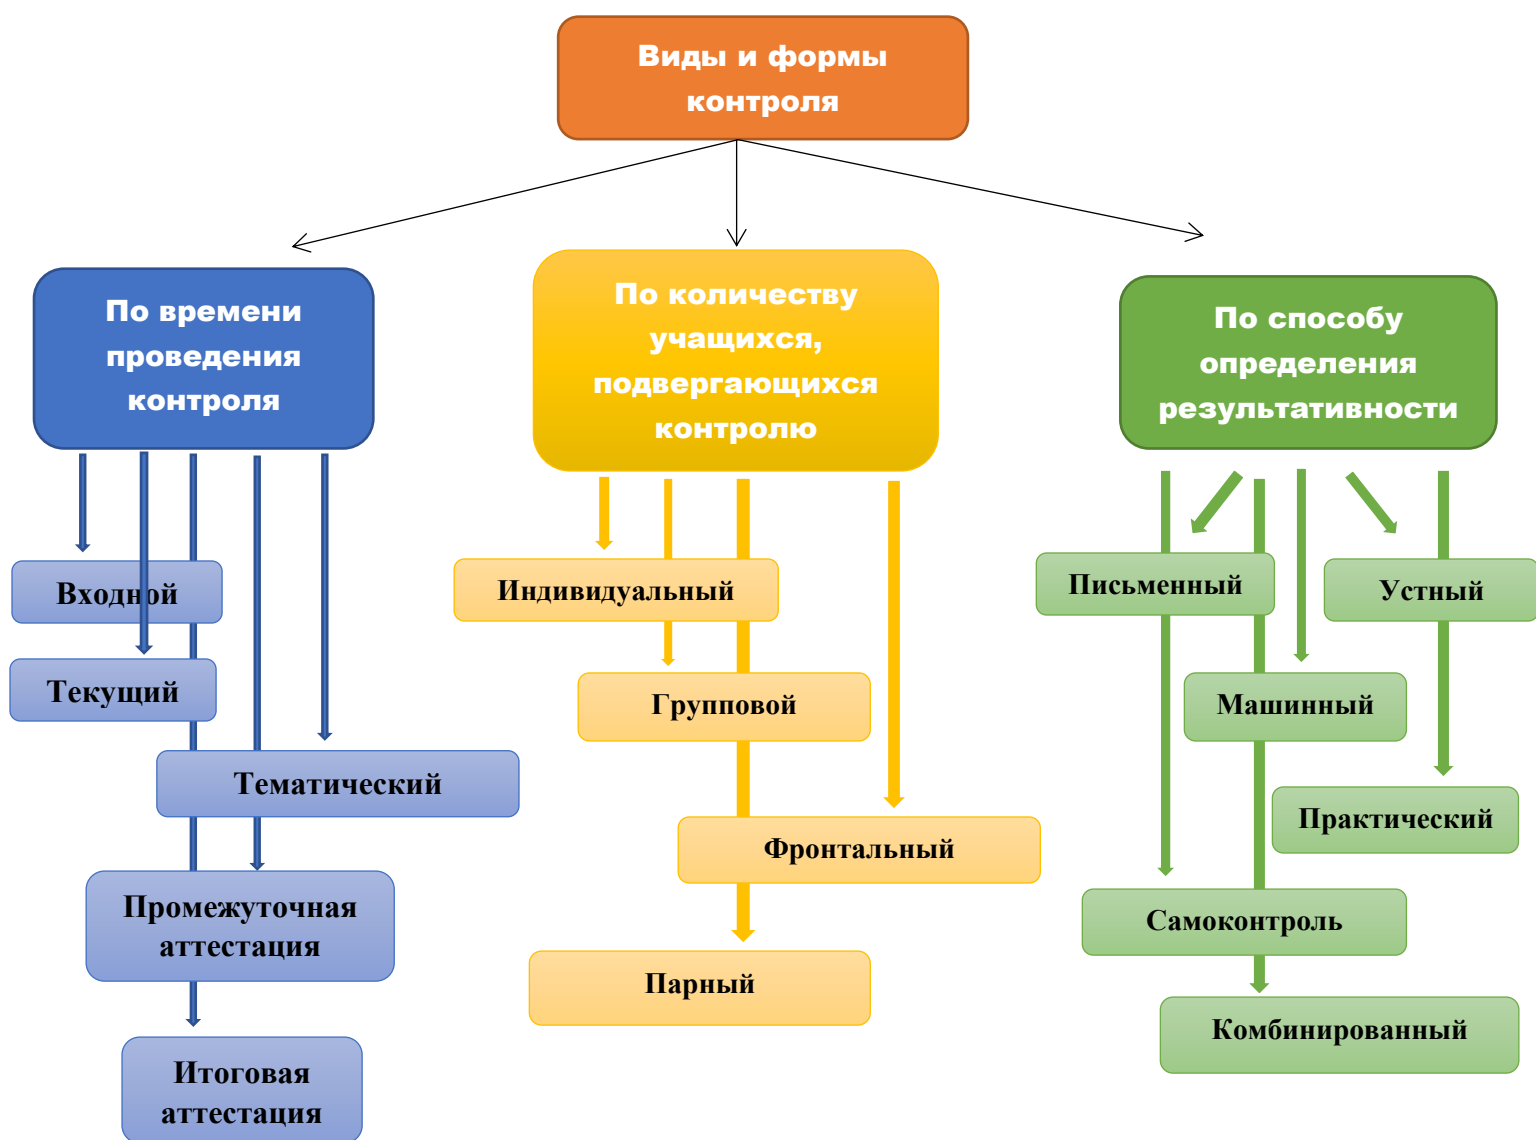 Виды и формы
контроля
По времени
проведения
контроля
По количеству
учащихся,
подвергающихся
контролю
По способу
определения
результативности
Входной
Текущий
Тематический
Промежуточная
аттестация
Итоговая
аттестация
Индивидуальный
Групповой
Фронтальный
Парный
Письменный
Устный
Машинный
Практический
Самоконтроль
Комбинированный